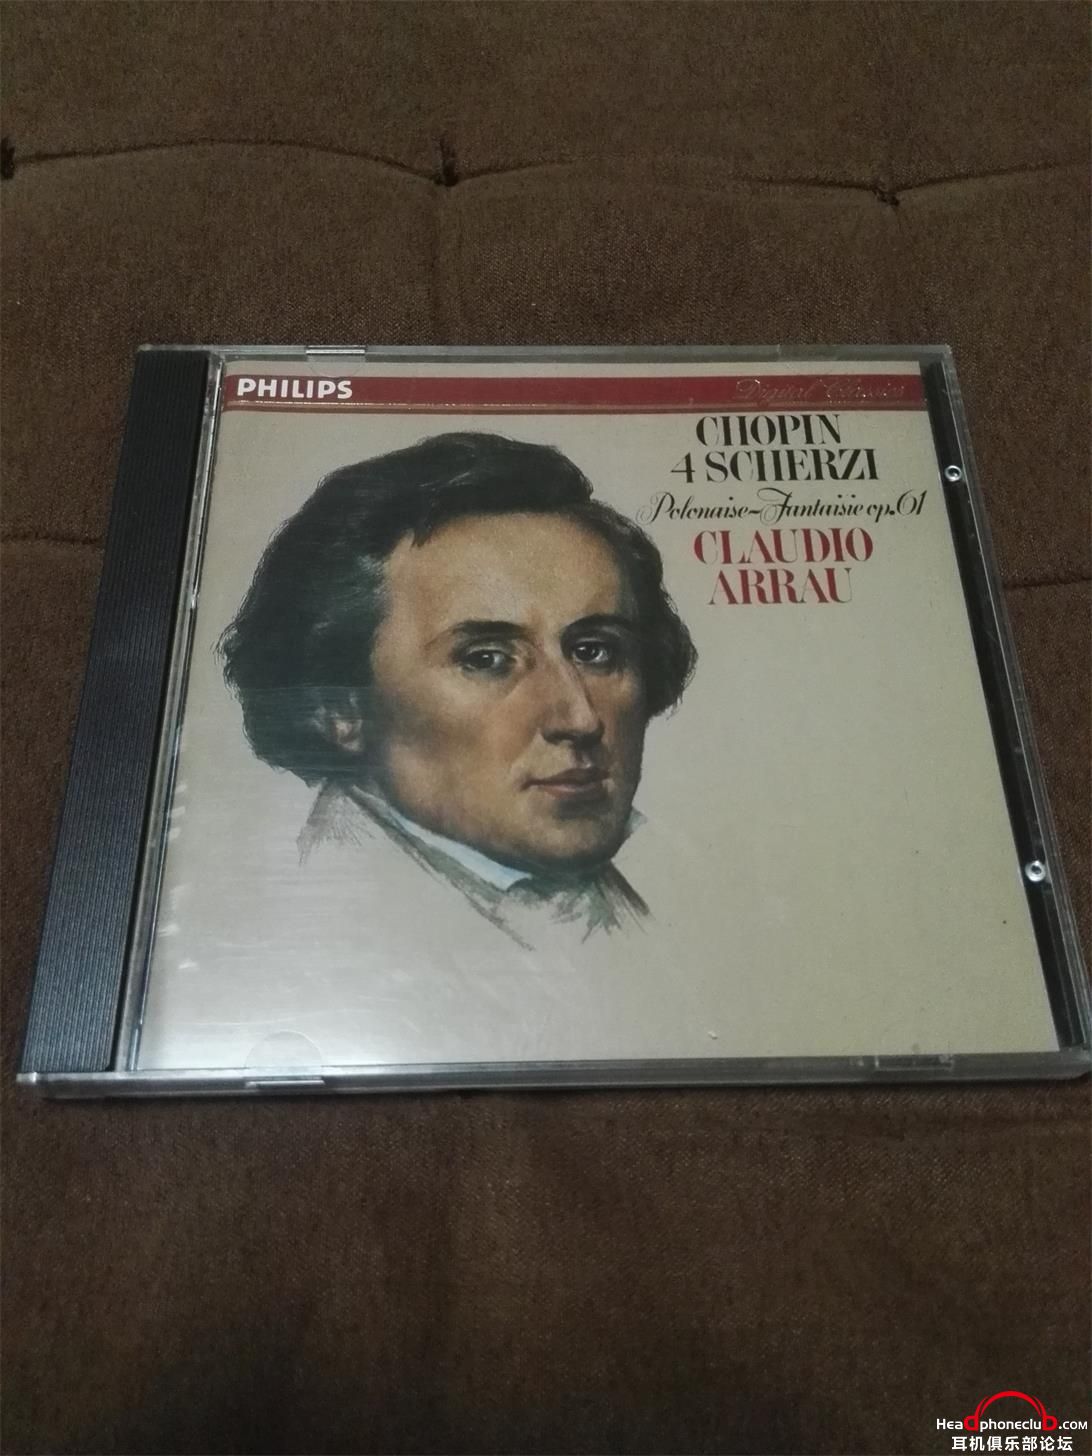 PHILIPS
Digital Classics
CHOPIN
4 SCHERZI
Polonaise-Fantaisie op.61
CLAUDIO
ARRAU
Headphoneclub.com
耳机俱乐部论坛